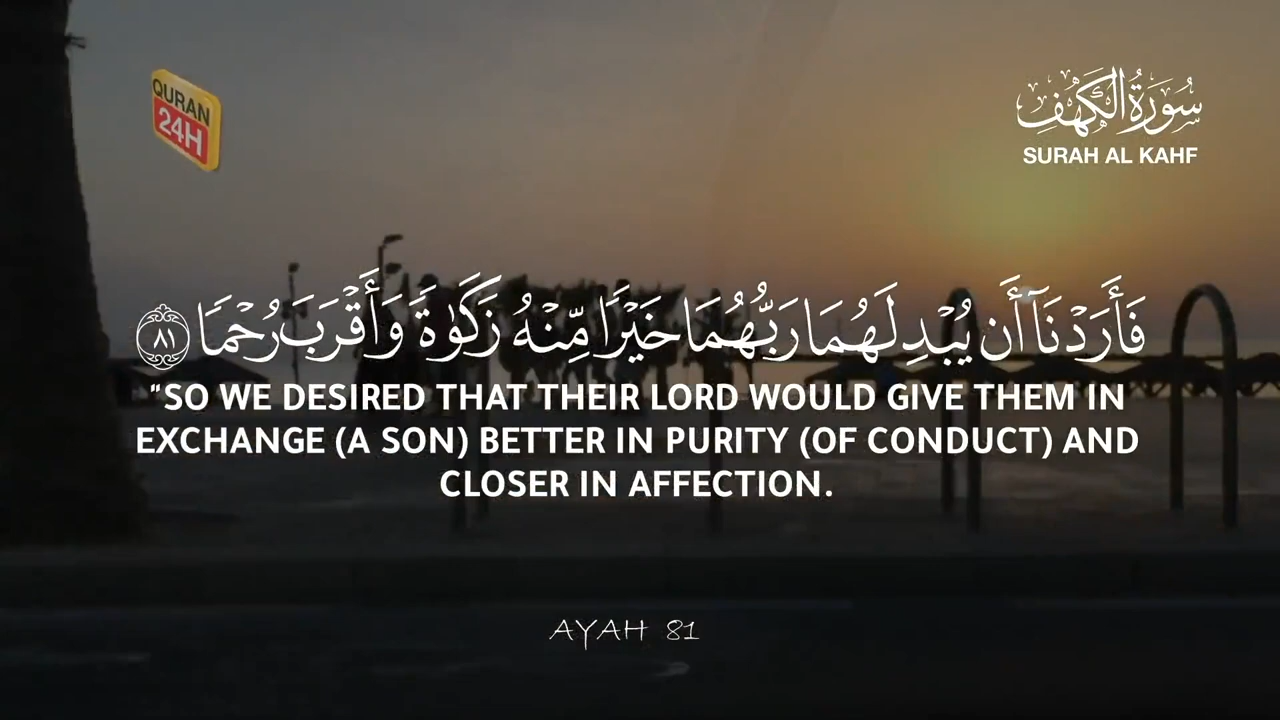 QURAN
24H
سُورَةُ الكَهْفِ
SURAH AL KAHF
فَأَرَدْنَآ أَن يُبْدِلَهُمَا رَبُّهُمَا خَيْرًا مِّنْهُ زَكَوٰةً وَأَقْرَبَ رُحْمًا ٨١
"SO WE DESIRED THAT THEIR LORD WOULD GIVE THEM IN
EXCHANGE (A SON) BETTER IN PURITY (OF CONDUCT) AND
CLOSER IN AFFECTION.
AYAH 81